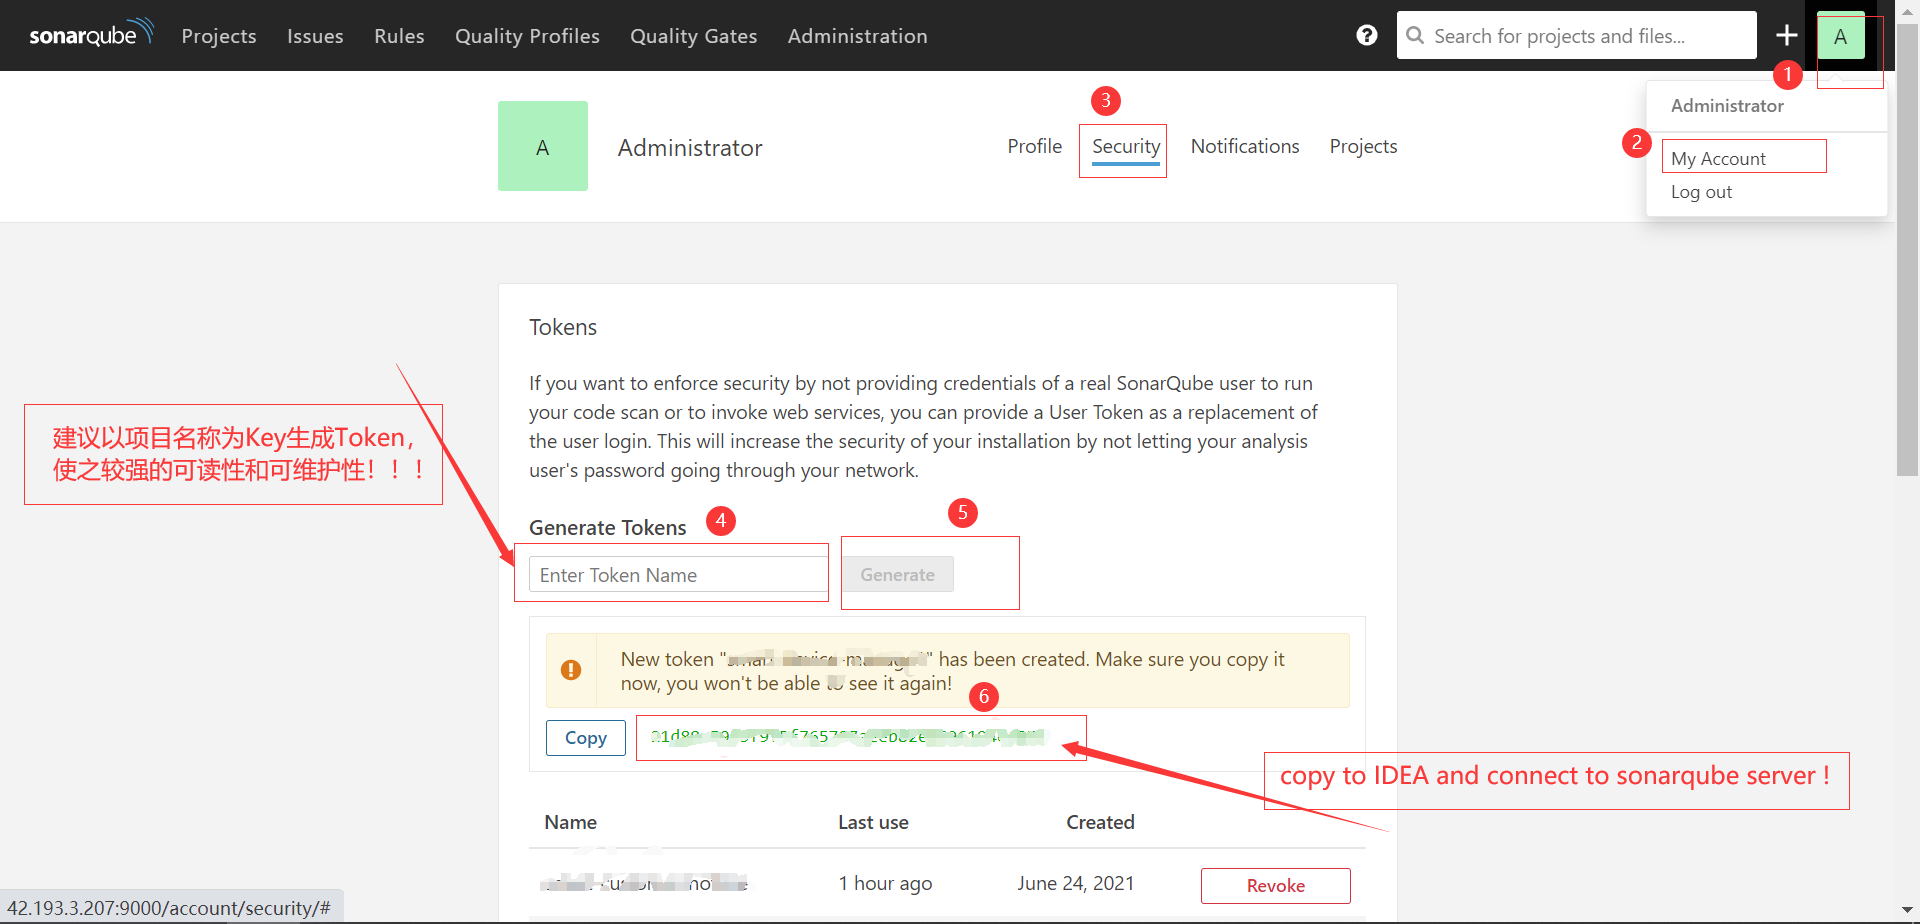 sonarqube Projects Issues Rules Quality Profiles Quality Gates Administration ? Search for projects and files... + A
1
Administrator
2
My Account
Log out
A
Administrator
3
Profile Security Notifications Projects
Tokens
If you want to enforce security by not providing credentials of a real SonarQube user to run
your code scan or to invoke web services, you can provide a User Token as a replacement of
the user login. This will increase the security of your installation by not letting your analysis
user's password going through your network.
建议以项目名称为Key生成Token，
使之较强的可读性和可维护性！！！
Generate Tokens 4
5
Enter Token Name Generate
New token " " has been created. Make sure you copy it
now, you won't be able see it again!
6
Copy
copy to IDEA and connect to sonarqube server !
Name Last use Created
1 hour ago June 24, 2021 Revoke
42.193.3.207:9000/account/security/#